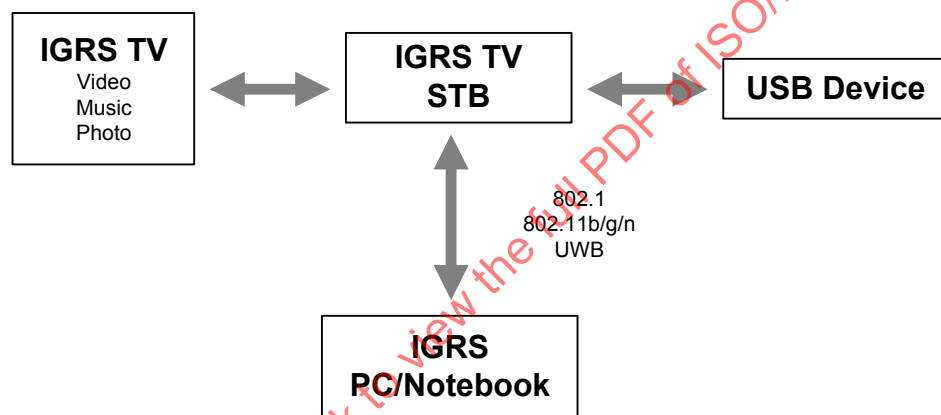 IGRS TV
Video
Music
Photo
IGRS TV
STB
USB Device
802.1
802.11b/g/n
UWB
IGRS
PC/Notebook
k to view the full PDF of ISO/